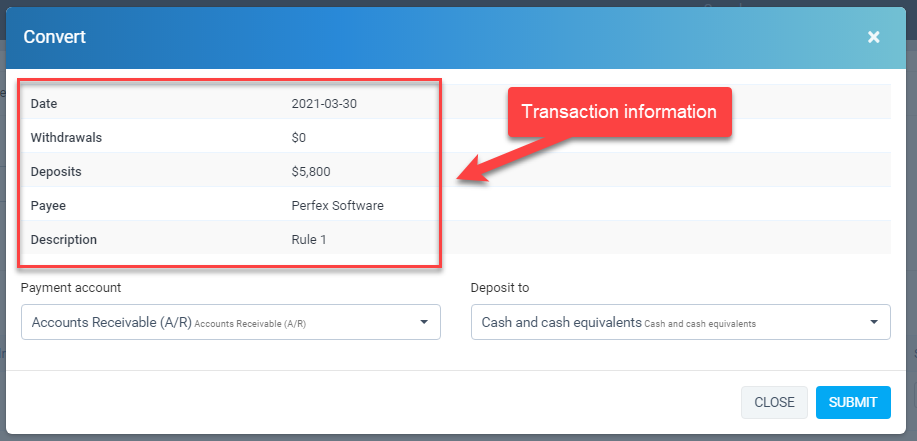 Convert ×
Date 2021-03-30
Transaction information
Withdrawals $0
Deposits $5,800
Payee Perfex Software
Description Rule 1
Payment account Deposit to
Accounts Receivable (A/R) Accounts Receivable (A/R) Cash and cash equivalents Cash and cash equivalents
CLOSE SUBMIT